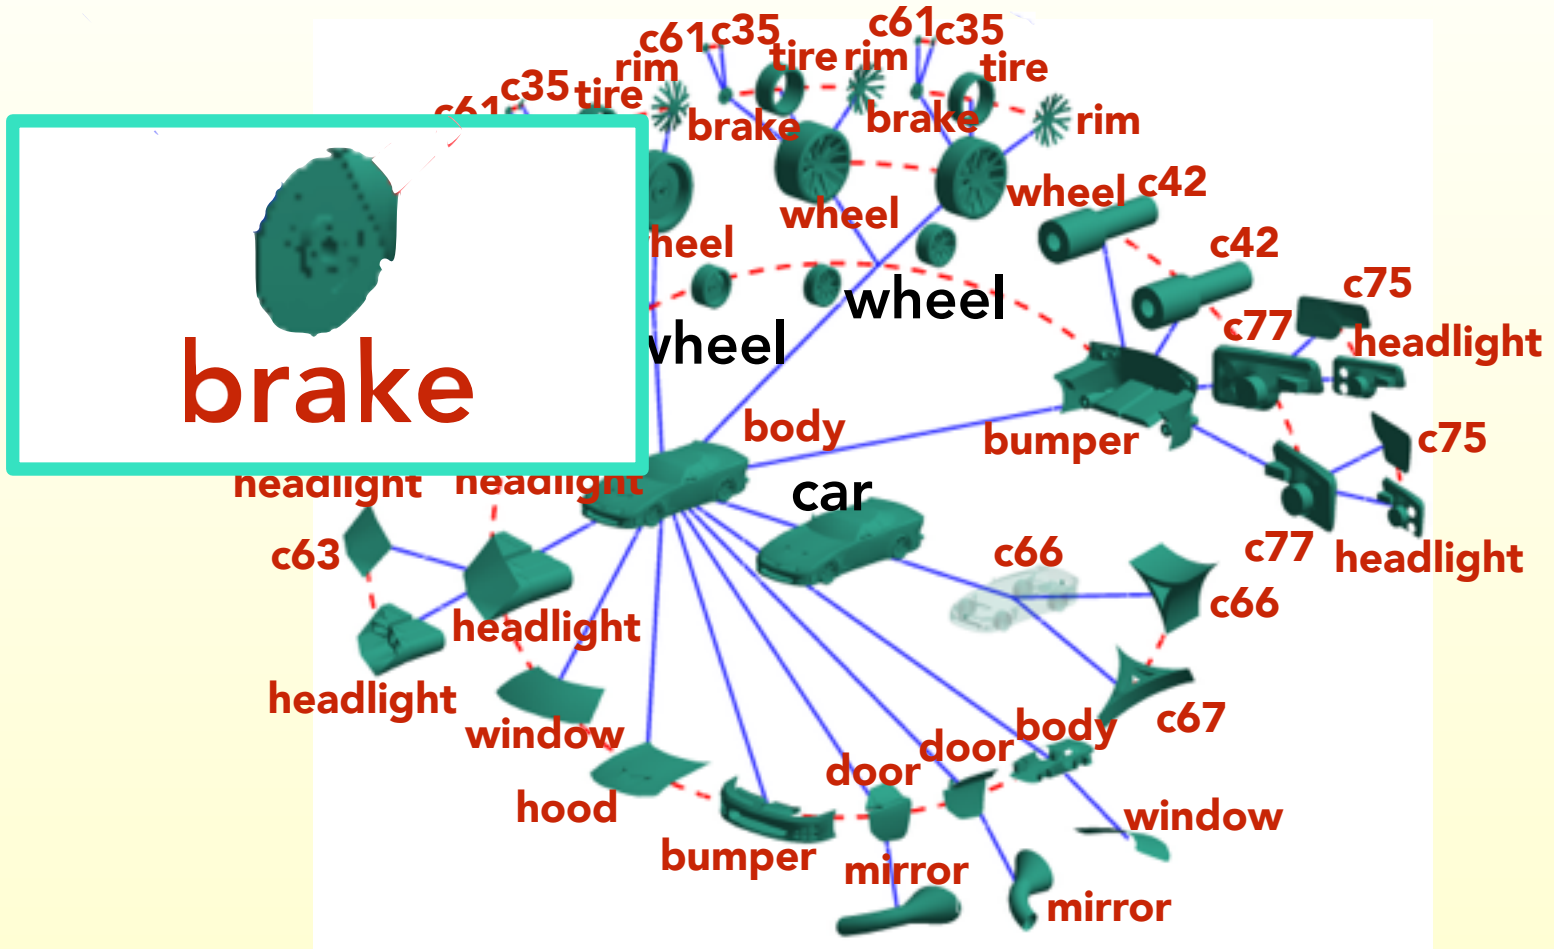 c61
c35
c61
c35
rim
tire
rim
tire
c35
tire
c61
brake
brake
rim
c42
wheel
wheel
c42
heel
c75
wheel
c77
headlight
wheel
brake
body
bumper
c75
headlight
headlight
car
c63
c66
c77
headlight
c66
headlight
headlight
c67
window
body
door
door
hood
window
bumper
mirror
mirror